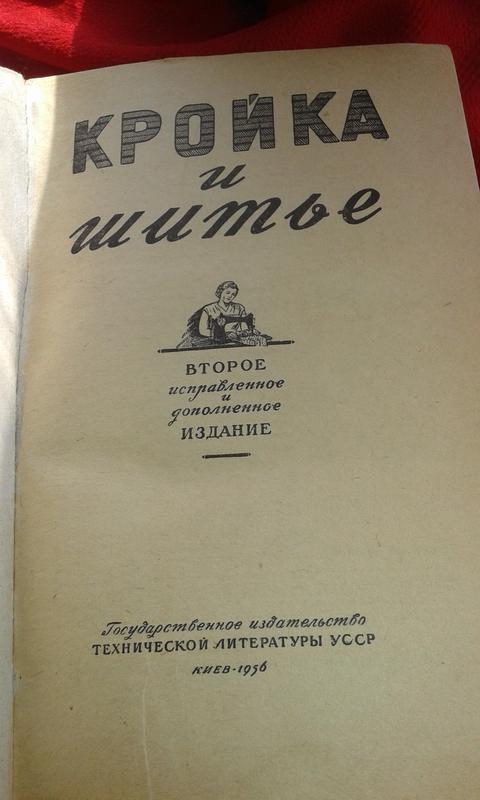 КРОЙКА
и
шитье
ВТОРОЕ
исправленное
и
дополненное
ИЗДАНИЕ
Государственное издательство
ТЕХНИЧЕСКОЙ ЛИТЕРАТУРЫ УССР
КИЕВ-1956